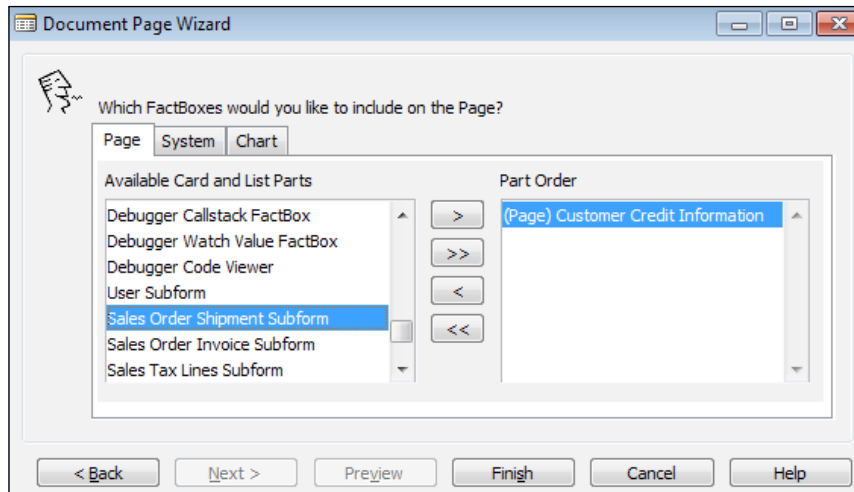 Document Page Wizard
Which FactBoxes would you like to include on the Page?
Page System Chart
Available Card and List Parts
Part Order
Debugger Callstack FactBox
Debugger Watch Value FactBox
Debugger Code Viewer
User Subform
Sales Order Shipment Subform
Sales Order Invoice Subform
Sales Tax Lines Subform
>
>>
<
<<
(Page) Customer Credit Information
< Back
Next >
Preview
Finish
Cancel
Help